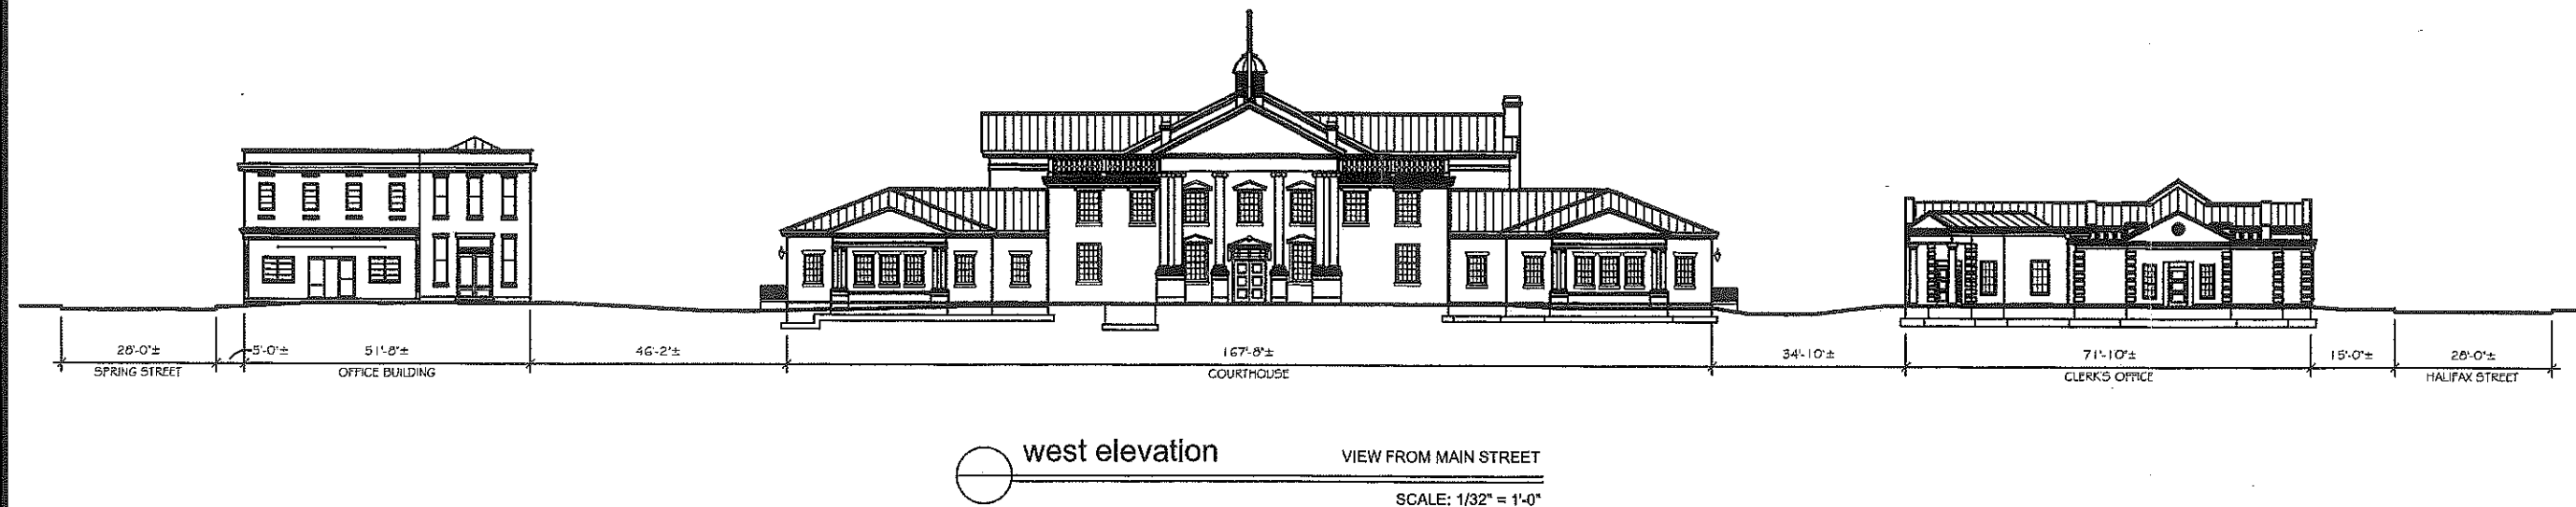 28'-0"±
5'-0"±
51'-8"±
46'-2"±
167'-8"±
34'-10"±
71'-10"±
15'-0"±
28'-0"±
SPRING STREET
OFFICE BUILDING
COURTHOUSE
CLERK'S OFFICE
HALIFAX STREET
west elevation
VIEW FROM MAIN STREET
SCALE: 1/32" = 1'-0"